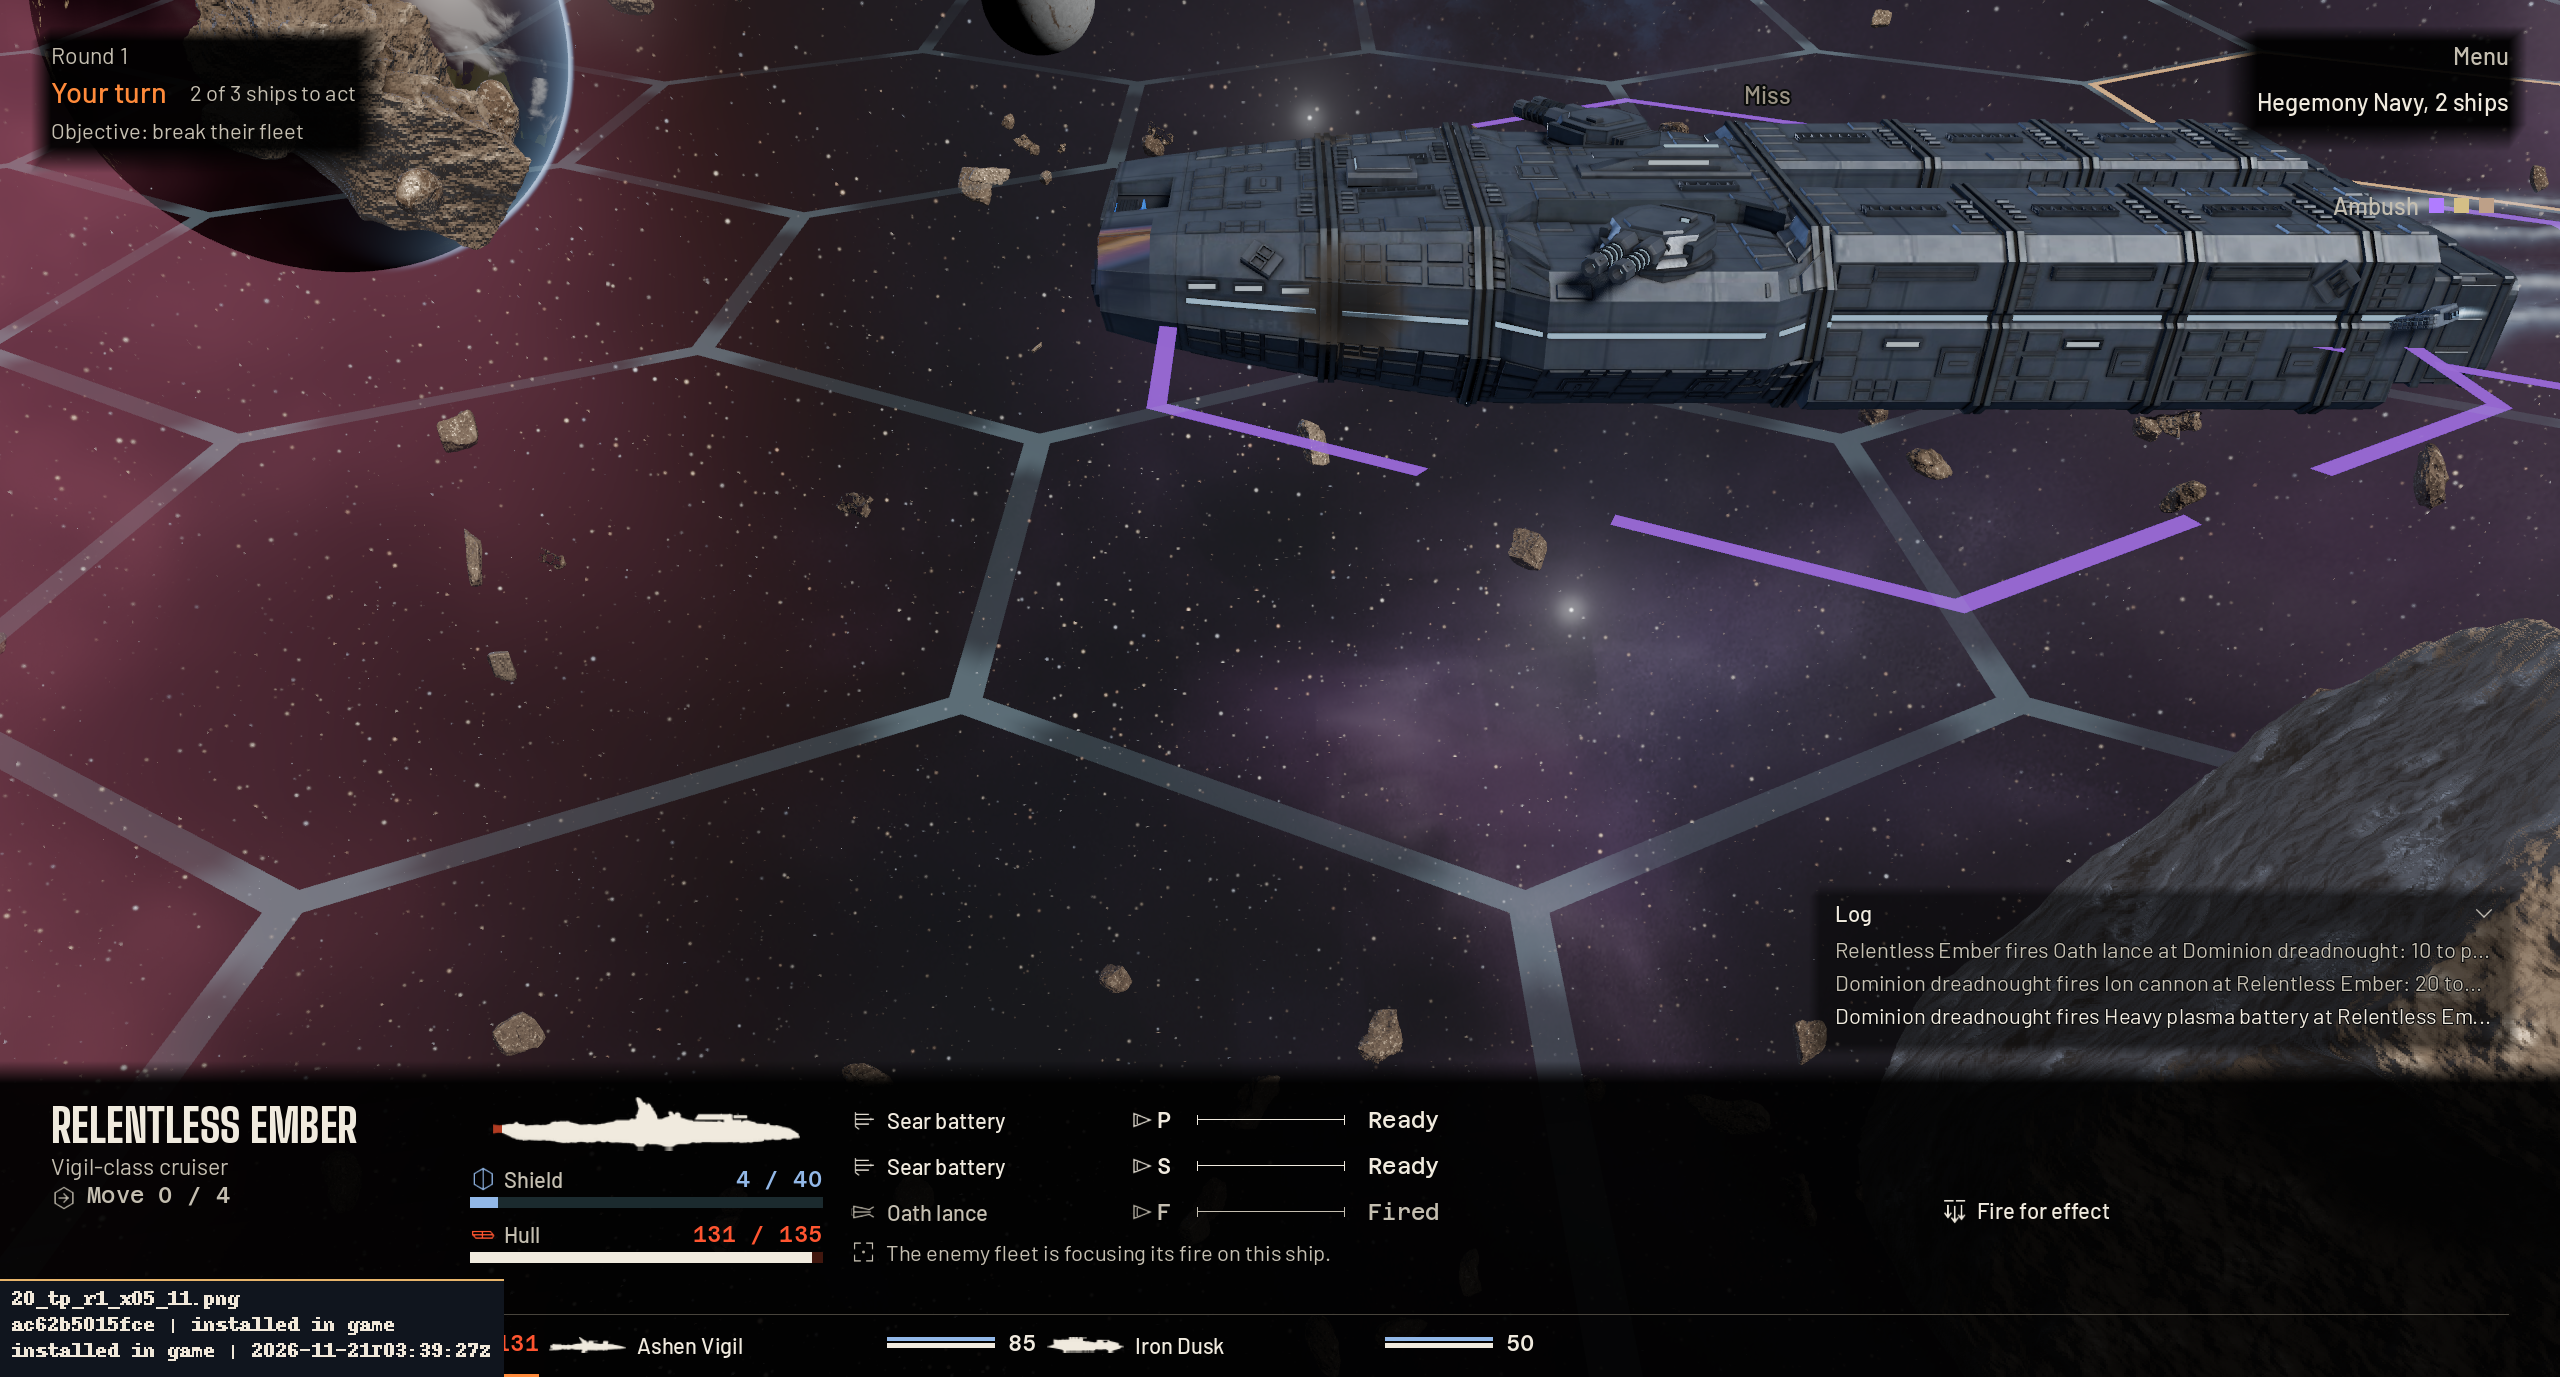 Round 1
Your turn 2 of 3 ships to act
Objective: break their fleet
Menu
Hegemony Navy, 2 ships
Miss
Ambush
Log
Relentless Ember fires Oath lance at Dominion dreadnought: 10 to p...
Dominion dreadnought fires Ion cannon at Relentless Ember: 20 to...
Dominion dreadnought fires Heavy plasma battery at Relentless Em...
RELENTLESS EMBER
Vigil-class cruiser
Move 0 / 4
Shield 4 / 40
Hull 131 / 135
Sear battery P Ready
Sear battery S Ready
Oath lance F Fired
The enemy fleet is focusing its fire on this ship.
Fire for effect
20_tp_r1_x05_11.png
ac62b5015fce | installed in game
installed in game | 2026-11-21T03:39:27Z
131 Ashen Vigil 85 Iron Dusk 50